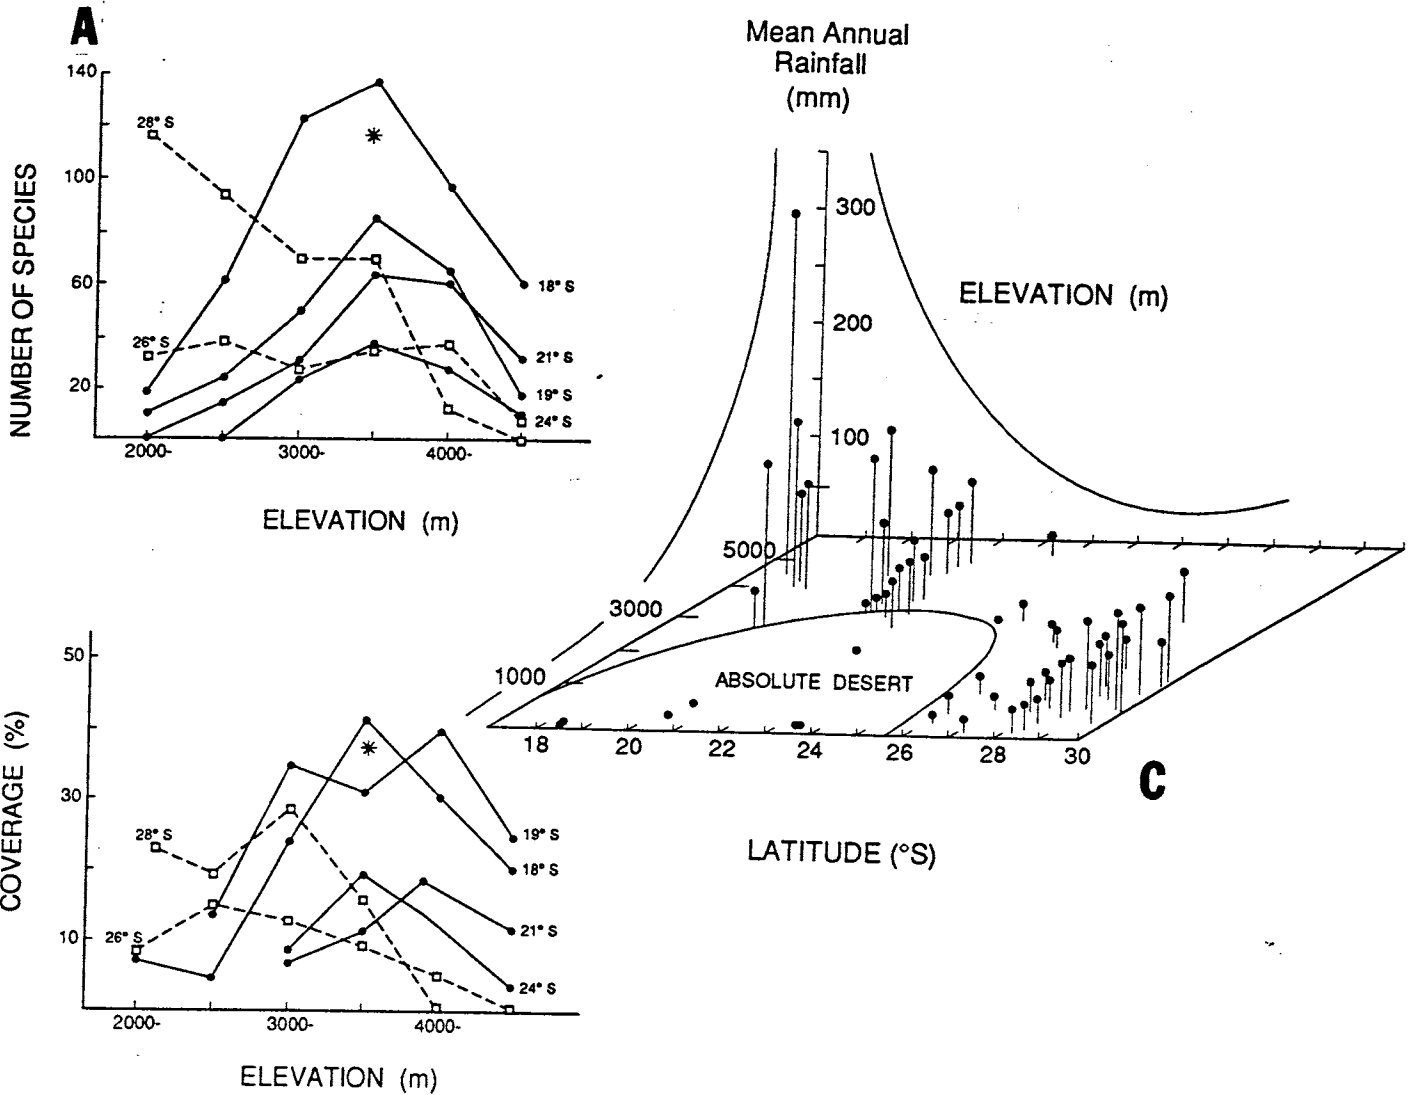 A
140
100
60
20
NUMBER OF SPECIES
28° S
26° S
18° S
21° S
19° S
24° S
2000-
3000-
4000-
ELEVATION (m)
50
30
10
COVERAGE (%)
28° S
26° S
19° S
18° S
21° S
24° S
2000-
3000-
4000-
ELEVATION (m)
Mean Annual
Rainfall
(mm)
300
200
100
ELEVATION (m)
5000
3000
1000
ABSOLUTE DESERT
18
20
22
24
26
28
30
C
LATITUDE (°S)